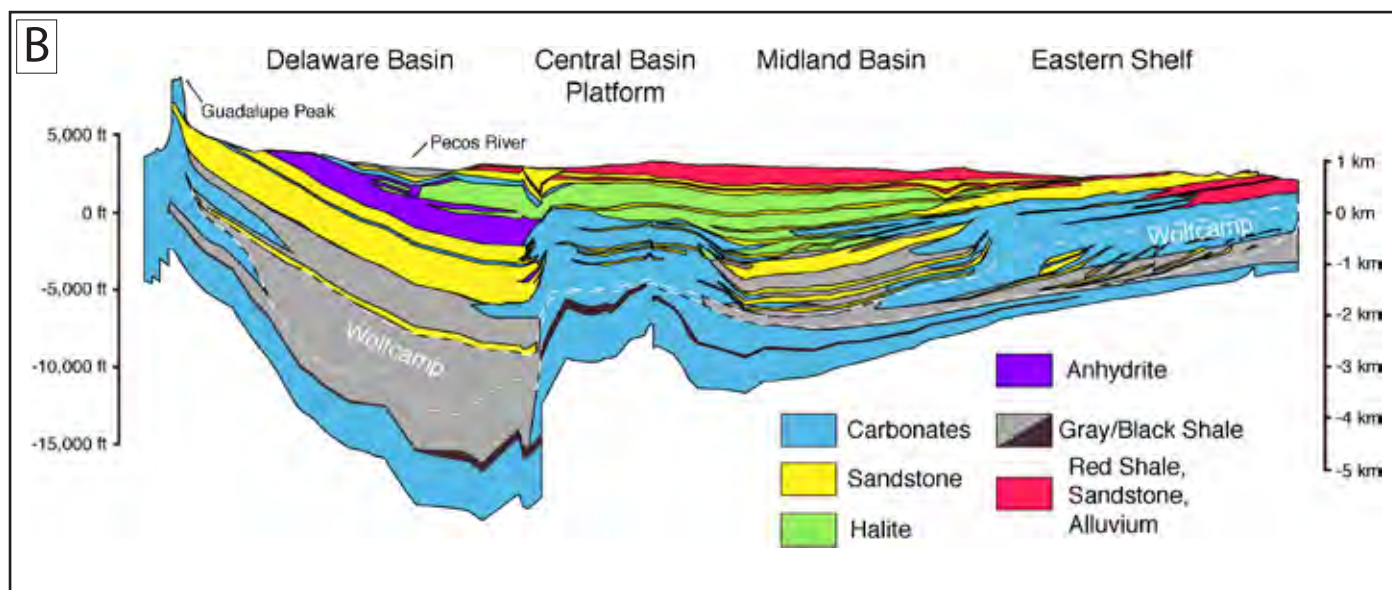 B
Delaware Basin
Central Basin
Platform
Midland Basin
Eastern Shelf
Guadalupe Peak
Pecos River
5,000 ft
0 ft
-5,000 ft
-10,000 ft
-15,000 ft
1 km
0 km
-1 km
-2 km
-3 km
-4 km
-5 km
Wolfcamp
Wolfcamp
Carbonates
Sandstone
Halite
Anhydrite
Gray/Black Shale
Red Shale,
Sandstone,
Alluvium